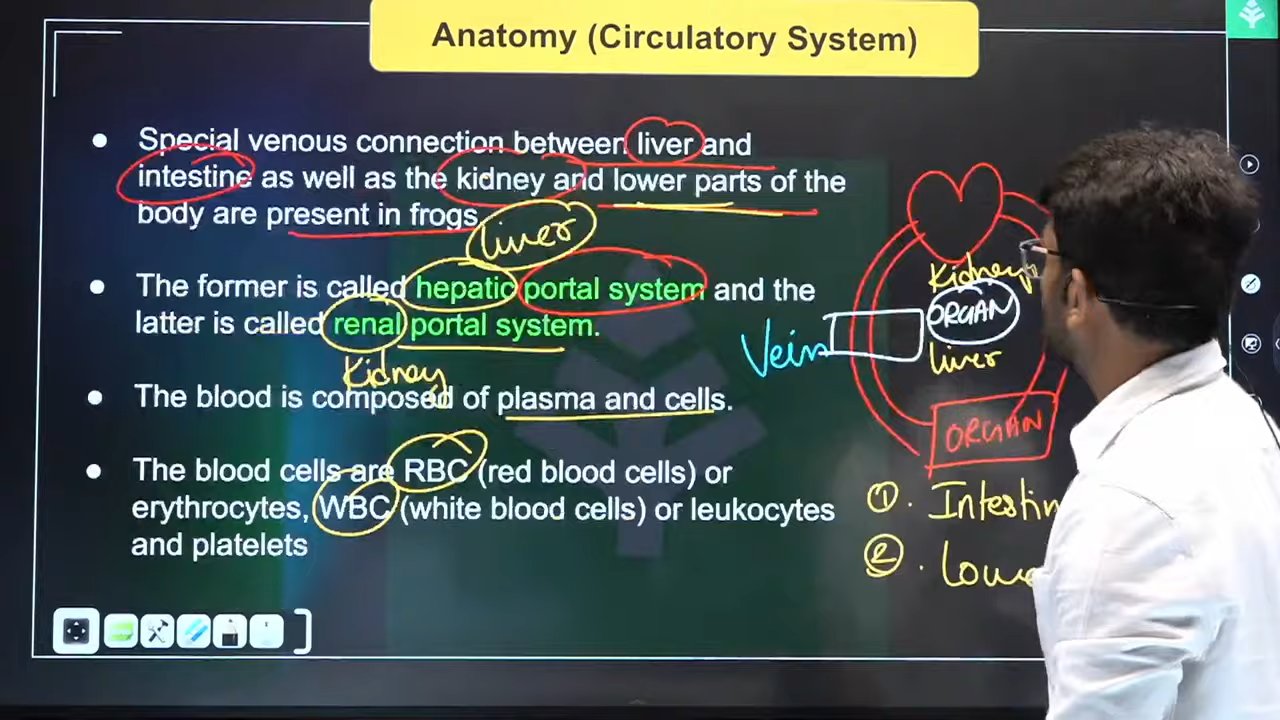 Anatomy (Circulatory System)
Special venous connection between liver and
intestine as well as the kidney and lower parts of the
body are present in frogs.
liver
The former is called hepatic portal system and the
latter is called renal portal system.
Kidney
The blood is composed of plasma and cells.
The blood cells are RBC (red blood cells) or
erythrocytes, WBC (white blood cells) or leukocytes
and platelets
Kidney
ORGAN
Vein
liver
ORGAN
①. Intestin
②. Lowe